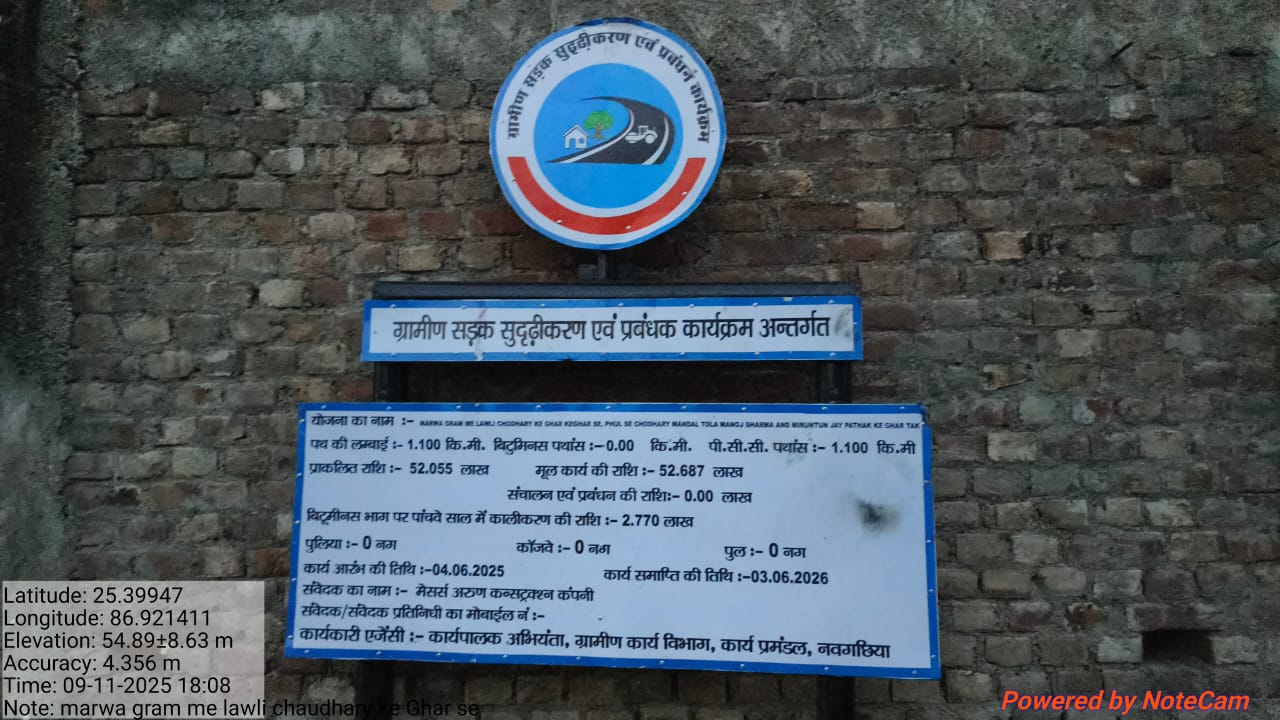 ग्रामीण सड़क सुदृढ़ीकरण एवं प्रबंधनं कार्यक्रम
ग्रामीण सड़क सुदृढ़ीकरण एवं प्रबंधक कार्यक्रम अन्तर्गत
योजना का नाम :- MARWA GRAM ME LAWLI CHODHARY KE GHAR KEGHAR SE, PHUL SE CHODHARY MANDAL TOLA MANOJ SHARMA AND MIRUNTUN JAY PATHAK KE GHAR TAK
पथ की लम्बाई :- 1.100 कि.मी. बिटुमिनस पथांस :-0.00 कि.मी. पी.सी.सी. पथांस :- 1.100 कि.मी
प्राकलित राशि :- 52.055 लाख मूल कार्य की राशि :- 52.687 लाख
संचालन एवं प्रबंधन की राशि:- 0.00 लाख
बिटूमीनस भाग पर पांचवे साल में कालीकरण की राशि :- 2.770 लाख
पुलिया :- 0 नग कॉजवे :- 0 नग पुल :- 0 नग
कार्य आरंभ की तिथि :-04.06.2025 कार्य समाप्ति की तिथि :-03.06.2026
संवेदक का नाम :- मेसर्स अरुण कन्सट्रक्शन कंपनी
संवेदक/संवेदक प्रतिनिधी का मोबाईल नं :-
कार्यकारी एजेंसी :- कार्यपालक अभियंता, ग्रामीण कार्य विभाग, कार्य प्रमंडल, नवगछिया
Latitude: 25.39947
Longitude: 86.921411
Elevation: 54.89±8.63 m
Accuracy: 4.356 m
Time: 09-11-2025 18:08
Note: marwa gram me lawli chaudhary ke Ghar se
Powered by NoteCam